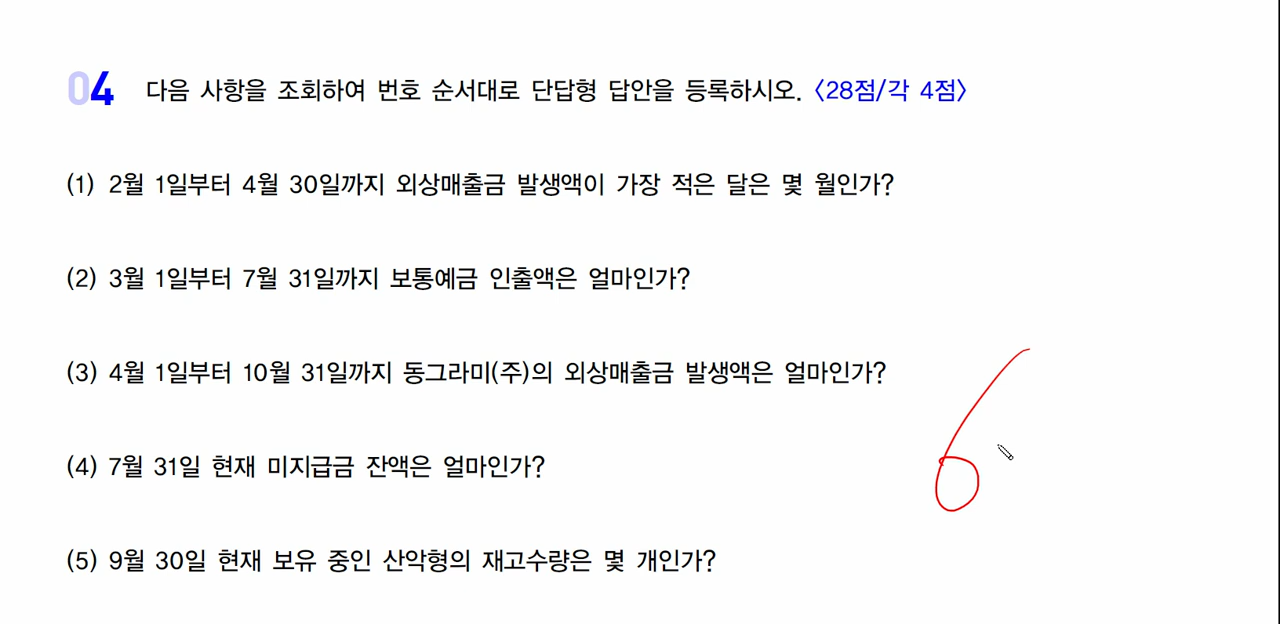 04 다음 사항을 조회하여 번호 순서대로 단답형 답안을 등록하시오. 〈28점/각 4점〉
(1) 2월 1일부터 4월 30일까지 외상매출금 발생액이 가장 적은 달은 몇 월인가?
(2) 3월 1일부터 7월 31일까지 보통예금 인출액은 얼마인가?
(3) 4월 1일부터 10월 31일까지 동그라미(주)의 외상매출금 발생액은 얼마인가?
(4) 7월 31일 현재 미지급금 잔액은 얼마인가?
6
(5) 9월 30일 현재 보유 중인 산악형의 재고수량은 몇 개인가?